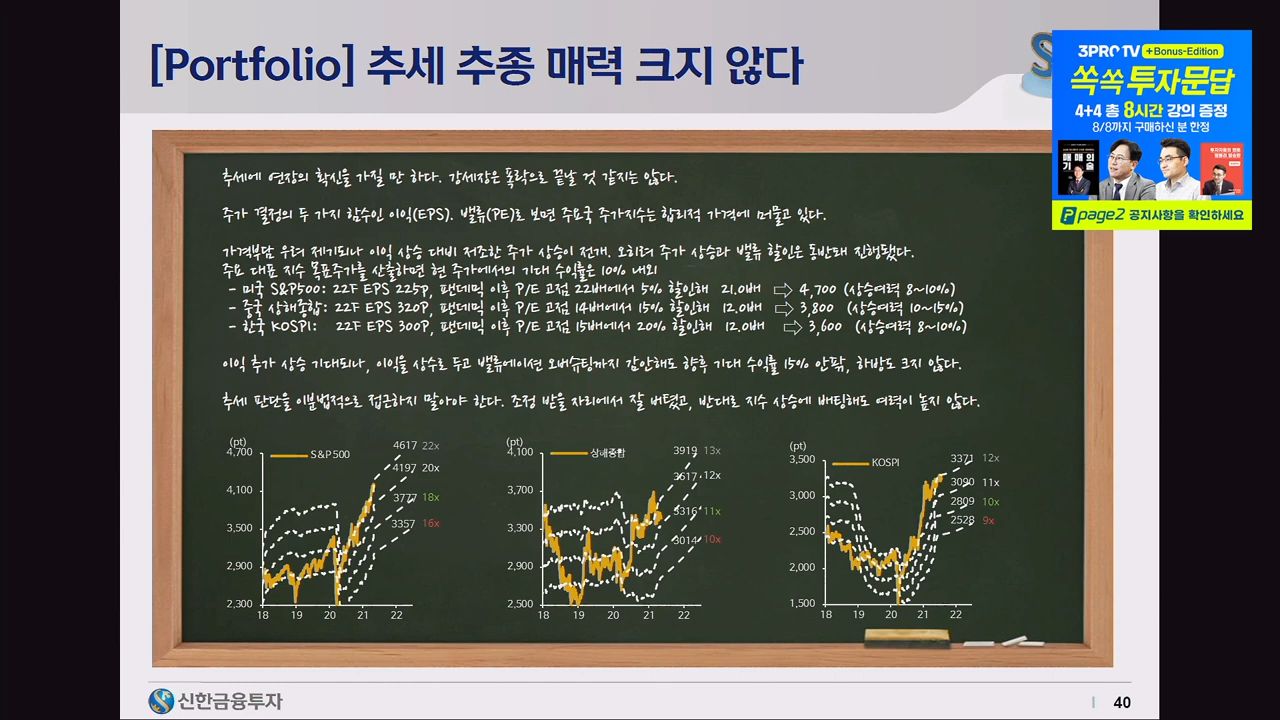 [Portfolio] 추세 추종 매력 크지 않다
3PRO TV +Bonus-Edition
쏙쏙 투자문답
4+4 총 8시간 강의 증정
8/8까지 구매하신 분 한정
매매의 기술
page2 공지사항을 확인하세요
추세에 연장의 확신을 가질 만 하다. 강세장은 폭락으로 끝날 것 같지는 않다.
주가 결정의 두 가지 함수인 이익(EPS). 밸류(PE)로 보면 주요국 주가지수는 합리적 가격에 머물고 있다.
가격부담 우려 제기되나 이익 상승 대비 저조한 주가 상승이 전개. 오히려 주가 상승과 밸류 할인은 동반돼 진행됐다.
주요 대표 지수 목표주가를 산출하면 현 주가에서의 기대 수익률은 10% 내외
- 미국 S&P500: 22F EPS 225p, 팬데믹 이후 P/E 고점 22배에서 5% 할인해 21.0배 ⇨ 4,700 (상승여력 8~10%)
- 중국 상해종합: 22F EPS 320P, 팬데믹 이후 P/E 고점 14배에서 15% 할인해 12.0배 ⇨ 3,800 (상승여력 10~15%)
- 한국 KOSPI: 22F EPS 300P, 팬데믹 이후 P/E 고점 15배에서 20% 할인해 12.0배 ⇨ 3,600 (상승여력 8~10%)
이익 추가 상승 기대되나, 이익을 상수로 두고 밸류에이션 오버슈팅까지 감안해도 향후 기대 수익률 15% 안팎, 하방도 크지 않다.
추세 판단을 이분법적으로 접근하지 말아야 한다. 조정 받을 자리에서 잘 버텼고, 반대로 지수 상승에 배팅해도 여력이 높지 않다.
(pt)
S&P500
4,700
4,100
3,500
2,900
2,300
18 19 20 21 22
4617 22x
4197 20x
3777 18x
3357 16x
(pt)
상해종합
4,100
3,700
3,300
2,900
2,500
18 19 20 21 22
3919 13x
3617 12x
3316 11x
3014 10x
(pt)
KOSPI
3,500
3,000
2,500
2,000
1,500
18 19 20 21 22
3371 12x
3090 11x
2809 10x
2528 9x
신한금융투자
40